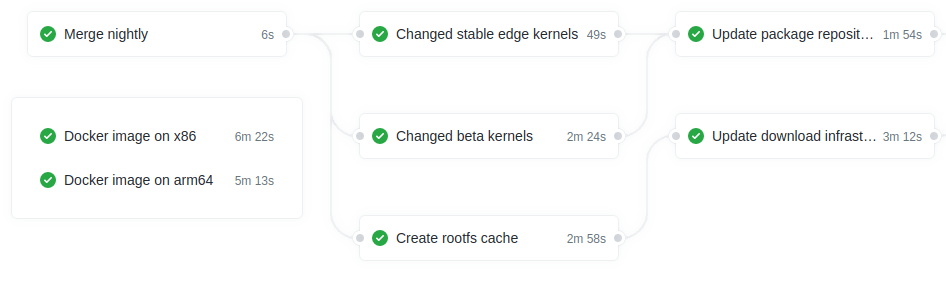 Merge nightly 6s
Docker image on x86 6m 22s
Docker image on arm64 5m 13s
Changed stable edge kernels 49s
Changed beta kernels 2m 24s
Create rootfs cache 2m 58s
Update package reposit... 1m 54s
Update download infrast... 3m 12s